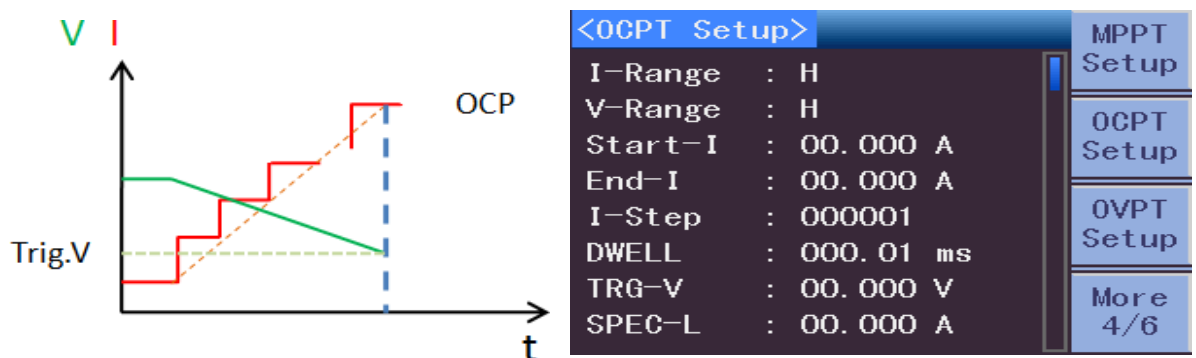 V I
OCP
Trig.V
t
<OCPT Setup>
I-Range : H
V-Range : H
Start-I : 00.000 A
End-I : 00.000 A
I-Step : 000001
DWELL : 000.01 ms
TRG-V : 00.000 V
SPEC-L : 00.000 A
MPPT
Setup
OCPT
Setup
OVPT
Setup
More
4/6